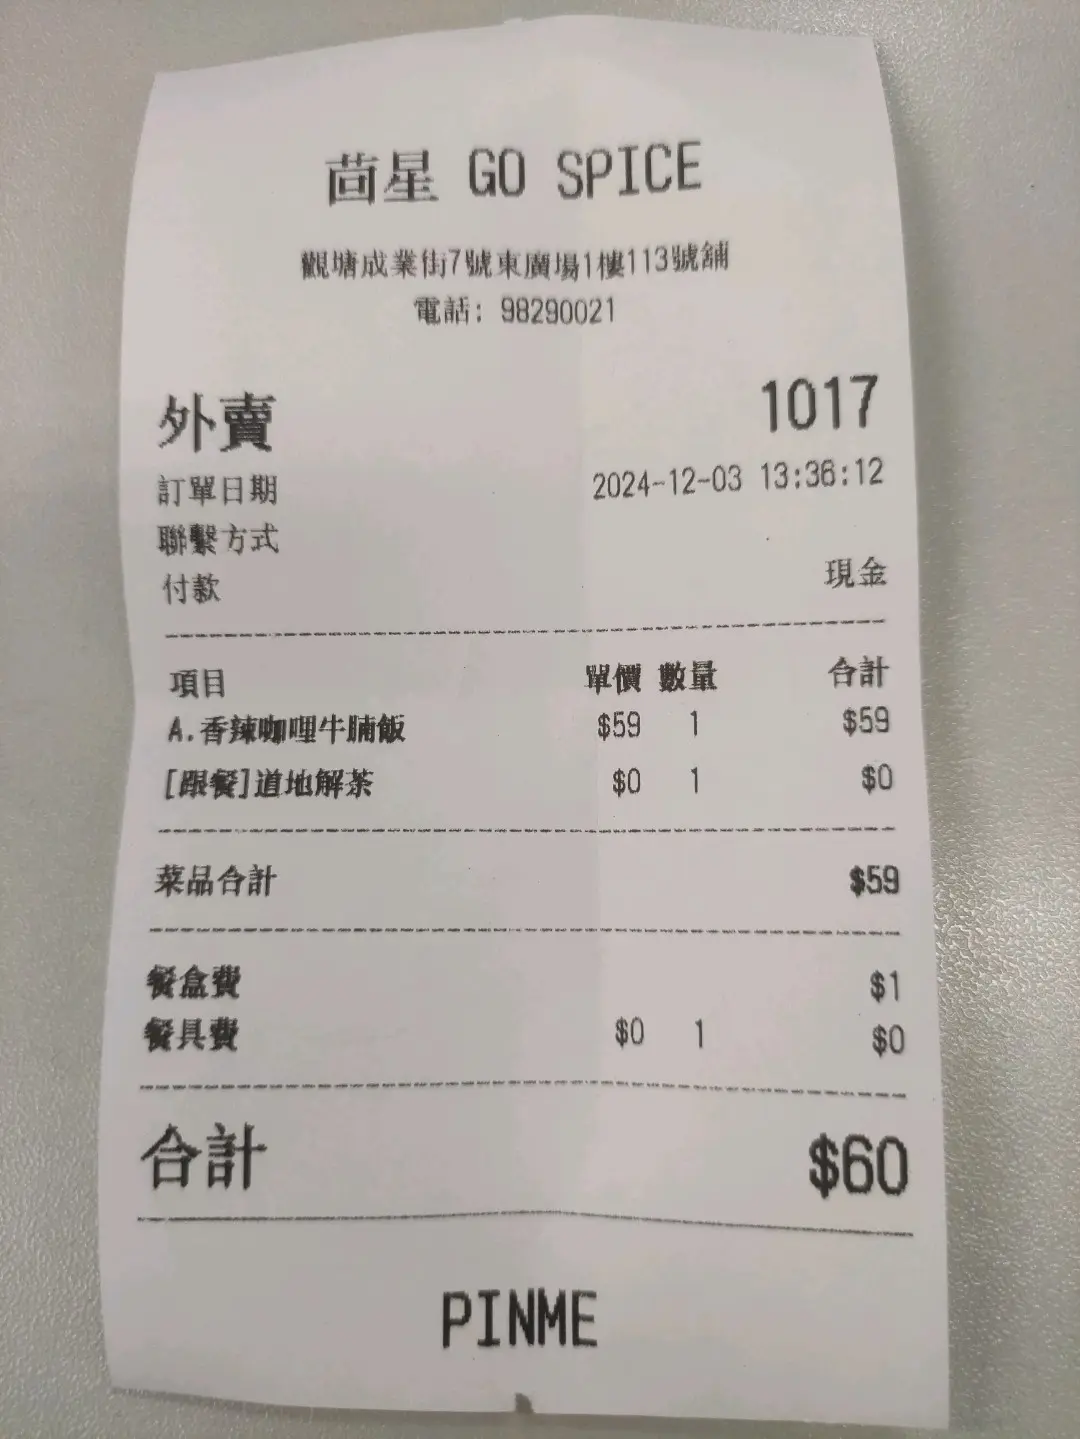 茴星 GO SPICE
觀塘成業街7號東廣場1樓113號舖
電話: 98290021
外賣 1017
訂單日期 2024-12-03 13:36:12
聯繫方式
付款 現金
項目 單價 數量 合計
A.香辣咖哩牛腩飯 $59 1 $59
[跟餐]道地解茶 $0 1 $0
菜品合計 $59
餐盒費 $1
餐具費 $0 1 $0
合計 $60
PINME